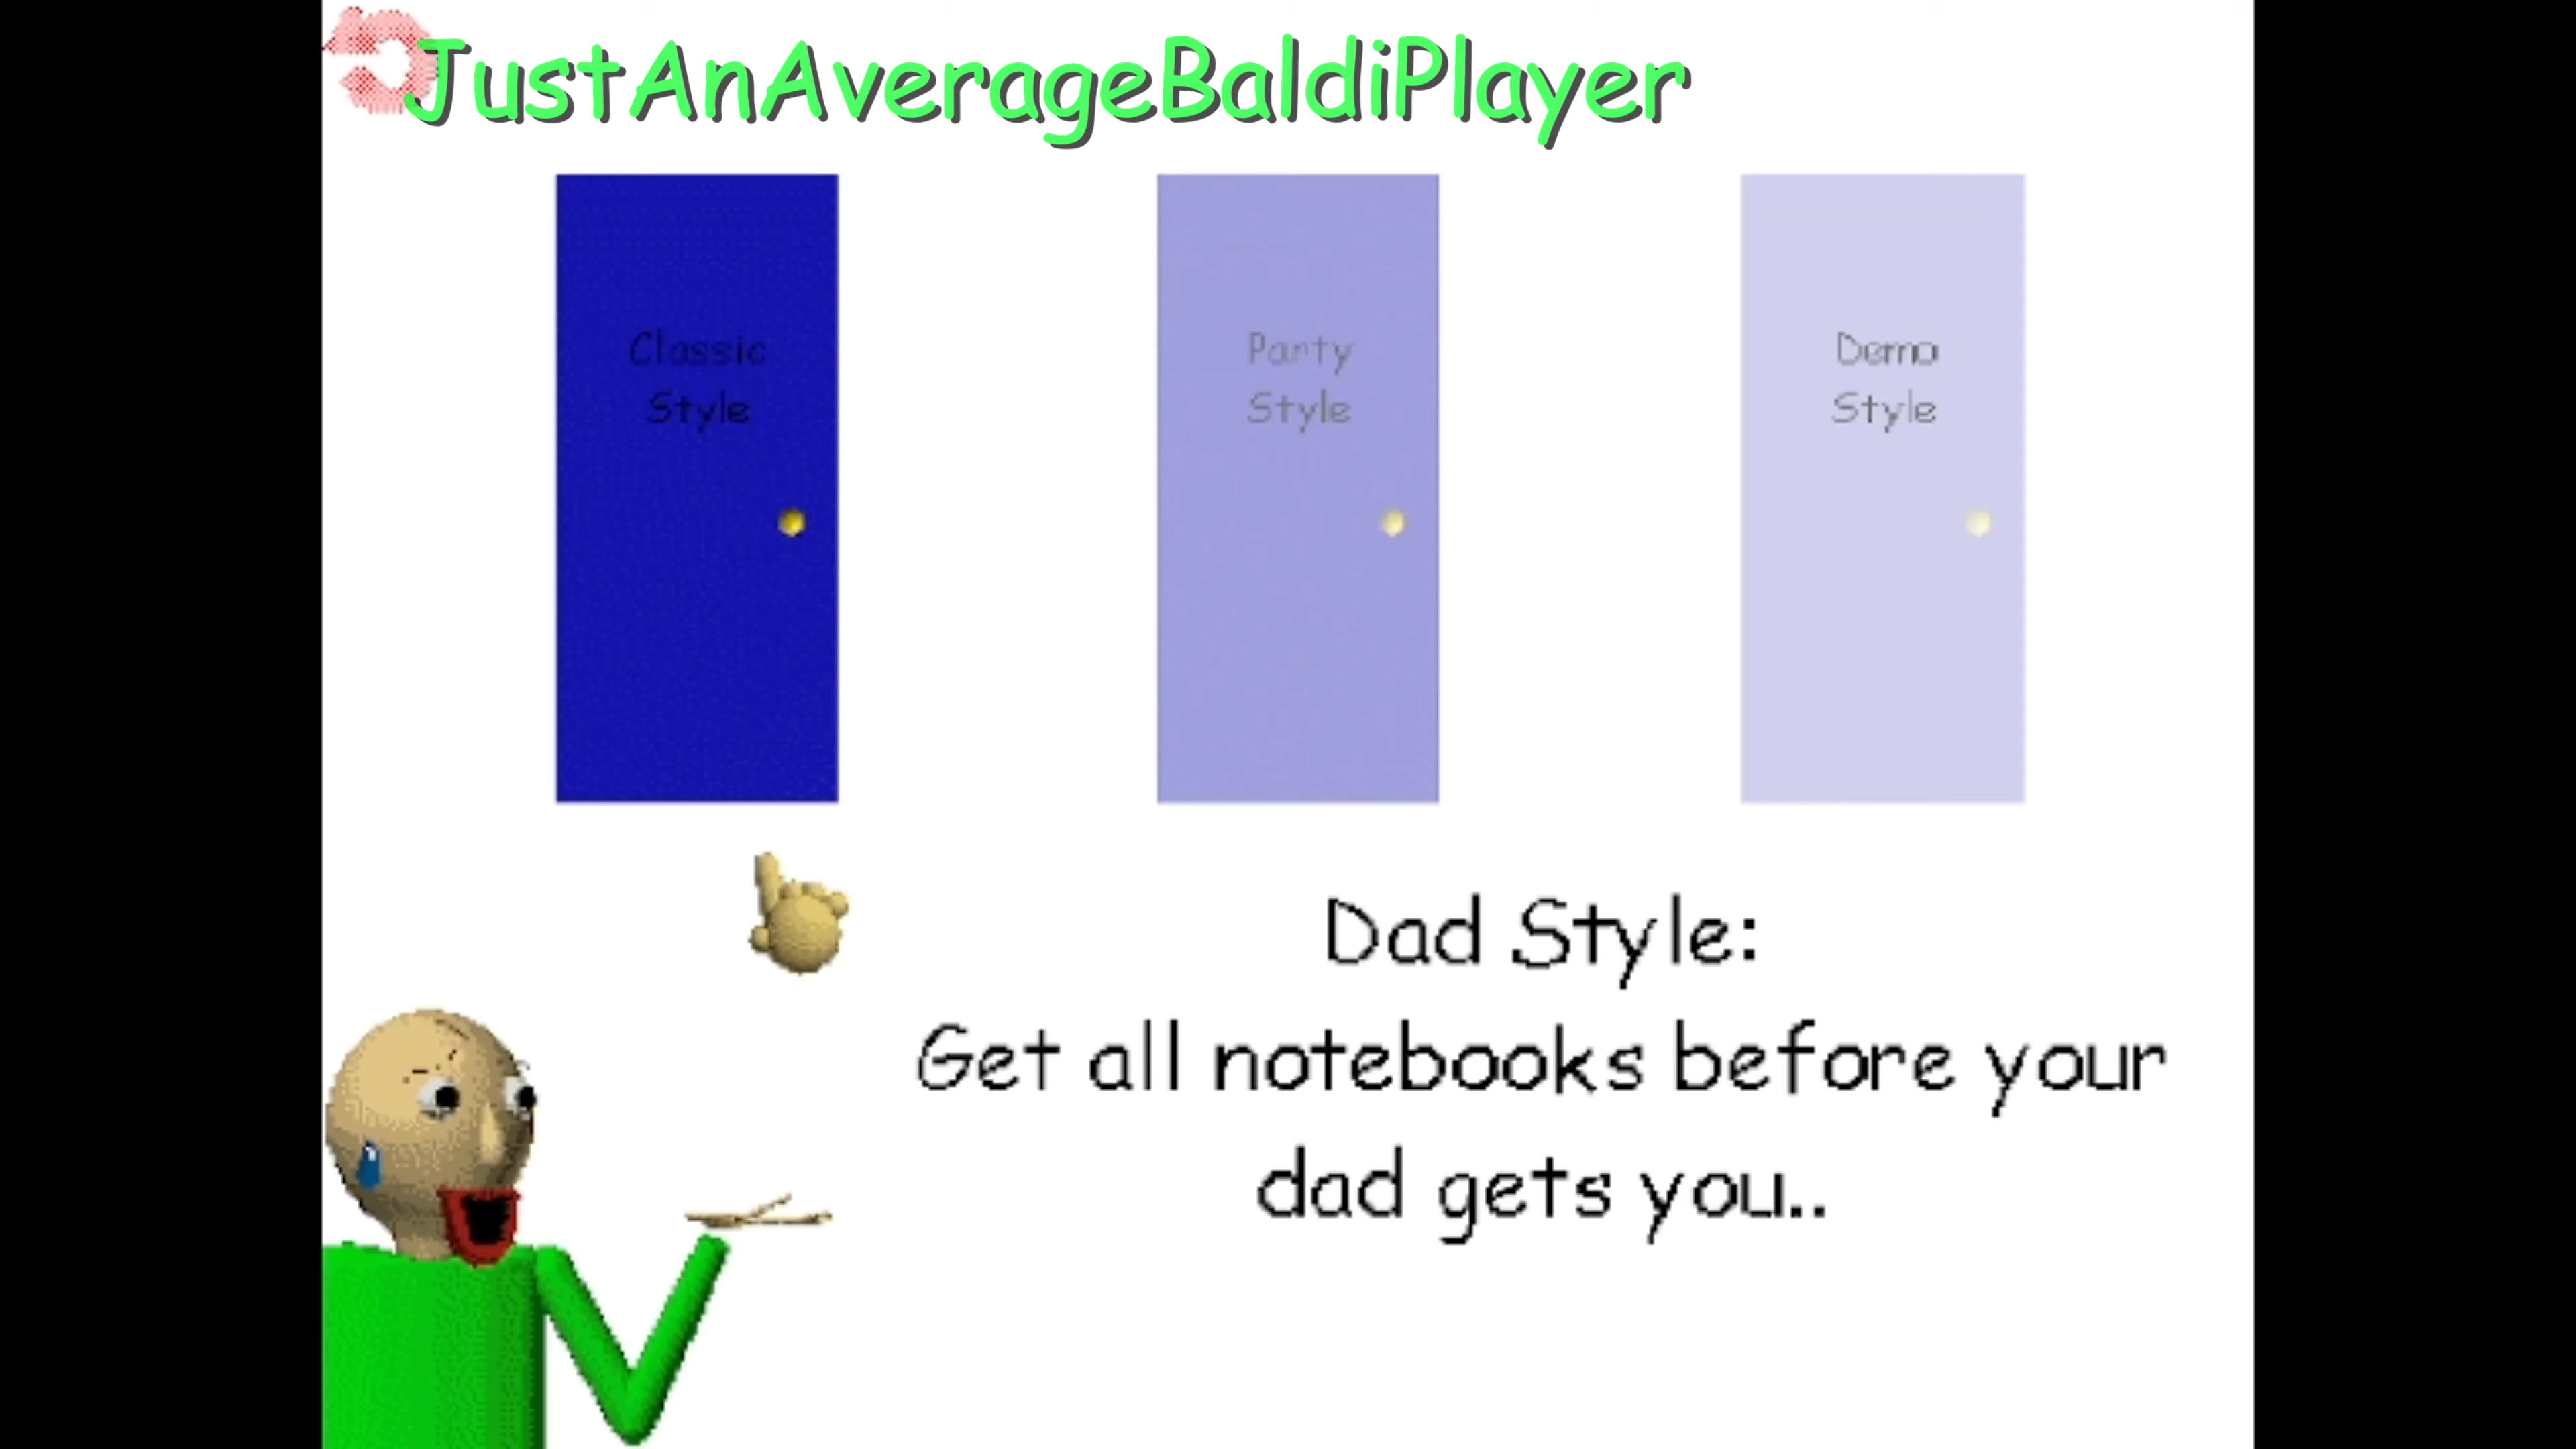 JustAnAverageBaldiPlayer
Classic
Style
Party
Style
Demo
Style
Dad Style:
Get all notebooks before your
dad gets you..